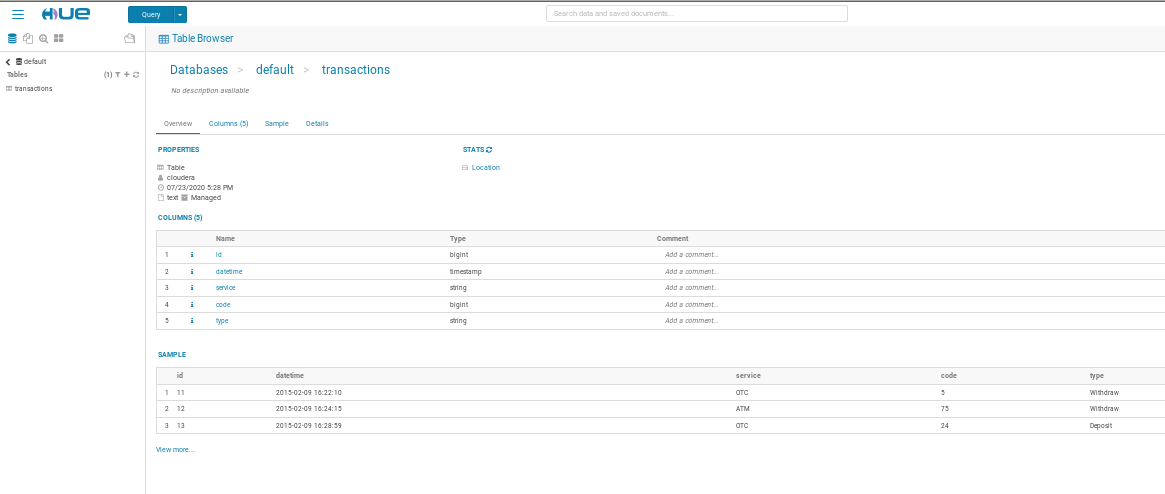 HUE Query Search data and saved documents...
Table Browser
default
Tables (1)
transactions
Databases > default > transactions
No description available
Overview Columns (5) Sample Details
PROPERTIES STATS
Table Location
cloudera
07/23/2020 5:28 PM
text Managed
COLUMNS (5)
Name Type Comment
1 i id bigint Add a comment...
2 i datetime timestamp Add a comment...
3 i service string Add a comment...
4 i code bigint Add a comment...
5 i type string Add a comment...
SAMPLE
id datetime service code type
1 11 2015-02-09 16:22:10 OTC 5 Withdraw
2 12 2015-02-09 16:24:15 ATM 75 Withdraw
3 13 2015-02-09 16:28:59 OTC 24 Deposit
View more...